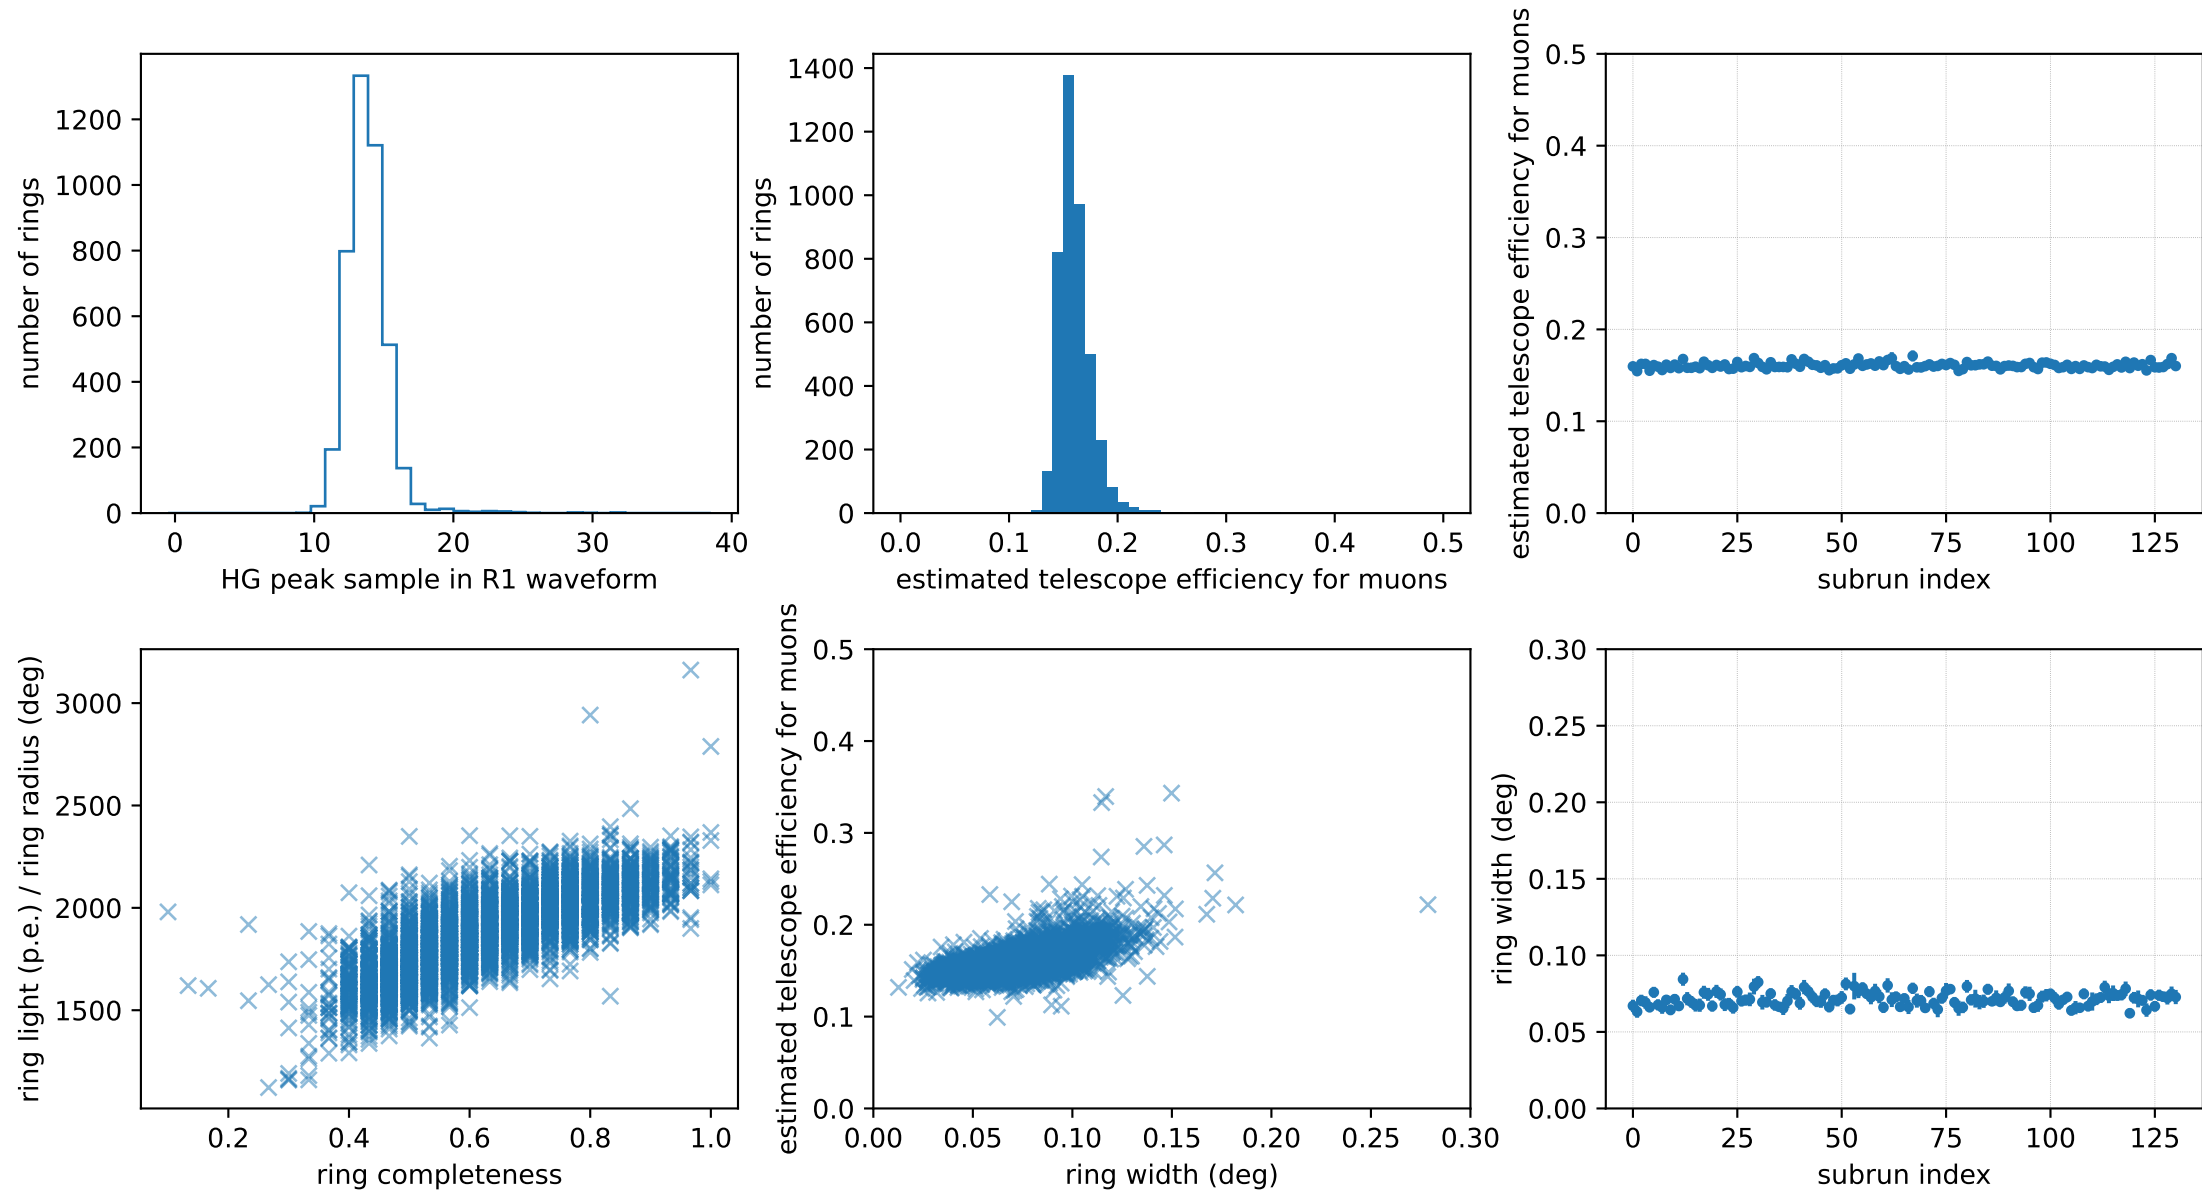 number of rings
1200
1000
800
600
400
200
0
0 10 20 30 40
HG peak sample in R1 waveform
number of rings
1400
1200
1000
800
600
400
200
0
0.0 0.1 0.2 0.3 0.4 0.5
estimated telescope efficiency for muons
estimated telescope efficiency for muons
0.5
0.4
0.3
0.2
0.1
0.0
0 25 50 75 100 125
subrun index
ring light (p.e.) / ring radius (deg)
3000
2500
2000
1500
0.2 0.4 0.6 0.8 1.0
ring completeness
estimated telescope efficiency for muons
0.5
0.4
0.3
0.2
0.1
0.0
0.00 0.05 0.10 0.15 0.20 0.25 0.30
ring width (deg)
ring width (deg)
0.30
0.25
0.20
0.15
0.10
0.05
0.00
0 25 50 75 100 125
subrun index